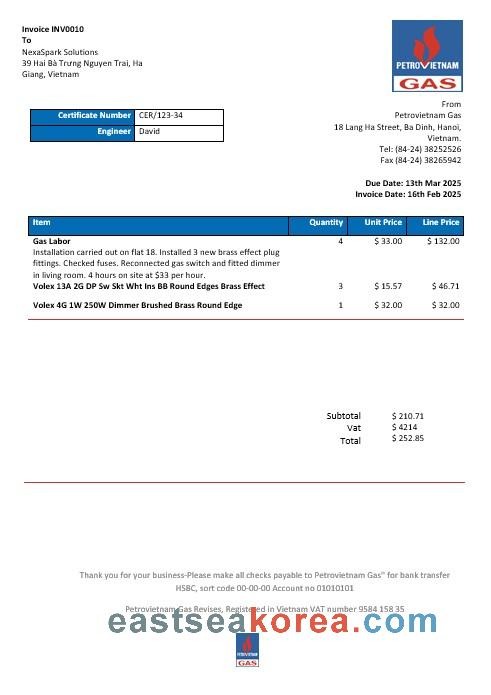 Invoice INV0010
To
NexaSpark Solutions
39 Hai Bà Trưng Nguyen Trai, Ha
Giang, Vietnam
PETROVIETNAM
GAS
From
Petrovietnam Gas
18 Lang Ha Street, Ba Dinh, Hanoi,
Vietnam.
Tel: (84-24) 38252526
Fax (84-24) 38265942
Certificate Number CER/123-34
Engineer David
Due Date: 13th Mar 2025
Invoice Date: 16th Feb 2025
Item Quantity Unit Price Line Price
Gas Labor 4 $ 33.00 $ 132.00
Installation carried out on flat 18. Installed 3 new brass effect plug
fittings. Checked fuses. Reconnected gas switch and fitted dimmer
in living room. 4 hours on site at $33 per hour.
Volex 13A 2G DP Sw Skt Wht Ins BB Round Edges Brass Effect 3 $ 15.57 $ 46.71
Volex 4G 1W 250W Dimmer Brushed Brass Round Edge 1 $ 32.00 $ 32.00
Subtotal $ 210.71
Vat $ 4214
Total $ 252.85
Thank you for your business-Please make all checks payable to Petrovietnam Gas" for bank transfer
HSBC, sort code 00-00-00 Account no 01010101
Petrovietnam Gas Revises, Registered in Vietnam VAT number 9584 158 35
eastseakorea.com
PETROVIETNAM
GAS